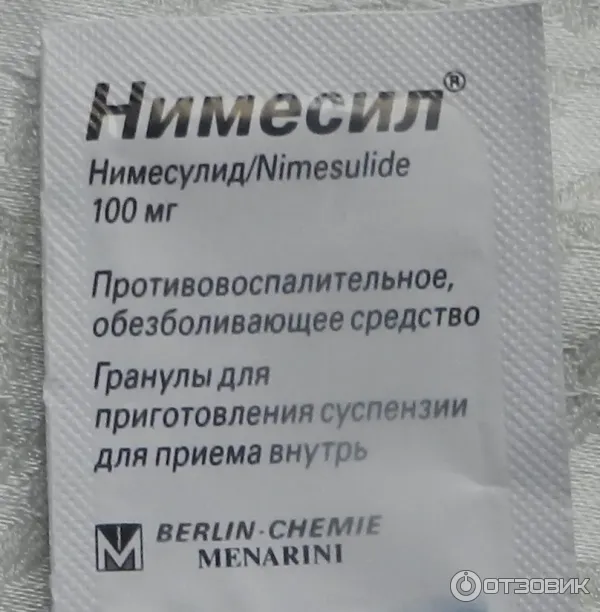 Нимесил®
Нимесулид/Nimesulide
100 мг
Противовоспалительное,
обезболивающее средство
Гранулы для
приготовления суспензии
для приема внутрь
BERLIN-CHEMIE
MENARINI
ОТЗОВИК